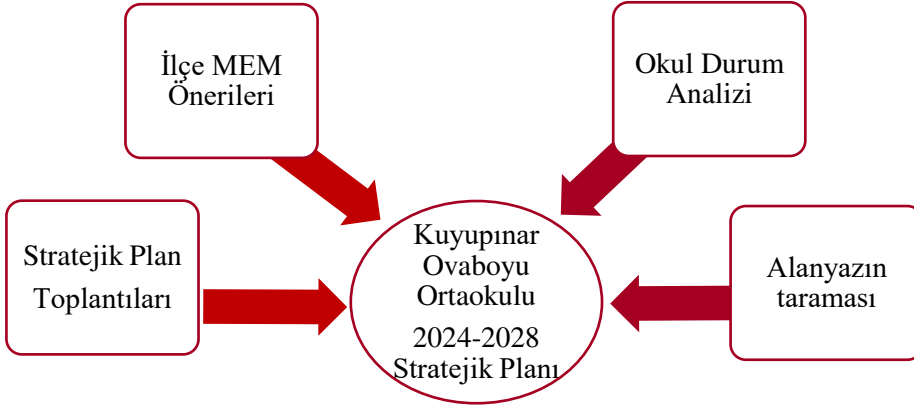 İlçe MEM
Önerileri
Okul Durum
Analizi
Stratejik Plan
Toplantıları
Kuyupınar
Ovaboyu
Ortaokulu
2024-2028
Stratejik Planı
Alanyazın
taraması